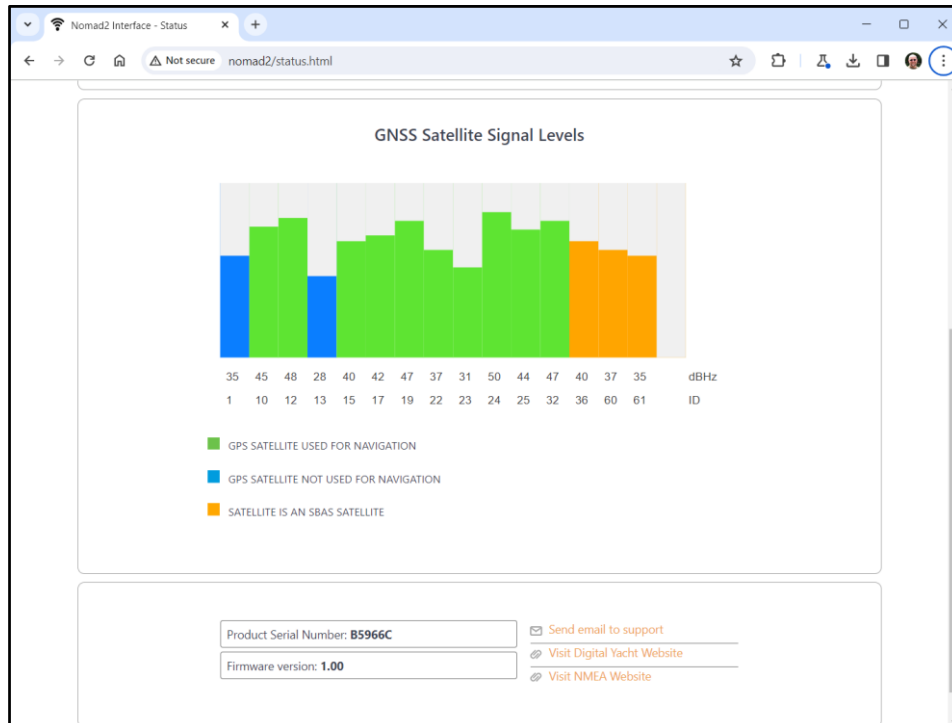 Nomad2 Interface - Status
Not secure nomad2/status.html
GNSS Satellite Signal Levels
35 45 48 28 40 42 47 37 31 50 44 47 40 37 35 dBHz
1 10 12 13 15 17 19 22 23 24 25 32 36 60 61 ID
GPS SATELLITE USED FOR NAVIGATION
GPS SATELLITE NOT USED FOR NAVIGATION
SATELLITE IS AN SBAS SATELLITE
Product Serial Number: B5966C
Firmware version: 1.00
Send email to support
Visit Digital Yacht Website
Visit NMEA Website